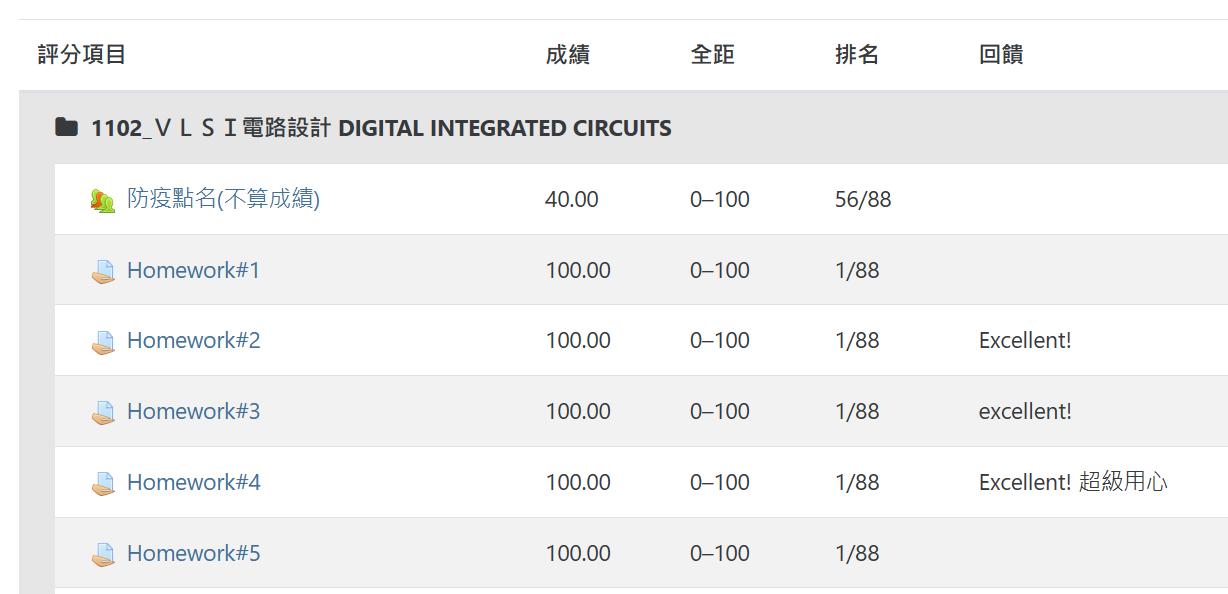 評分項目 成績 全距 排名 回饋
1102_ＶＬＳＩ電路設計 DIGITAL INTEGRATED CIRCUITS
防疫點名(不算成績) 40.00 0–100 56/88
Homework#1 100.00 0–100 1/88
Homework#2 100.00 0–100 1/88 Excellent!
Homework#3 100.00 0–100 1/88 excellent!
Homework#4 100.00 0–100 1/88 Excellent! 超級用心
Homework#5 100.00 0–100 1/88